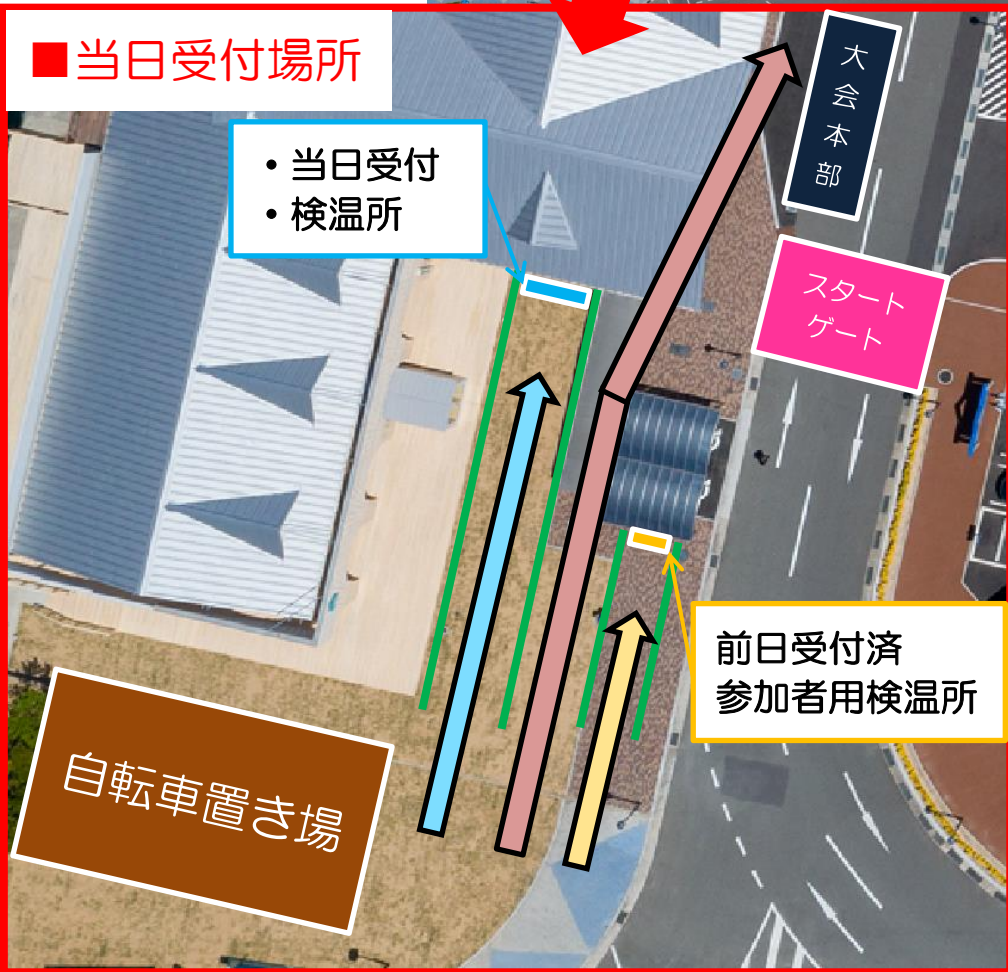 ■当日受付場所
大会本部
・当日受付
・検温所
スタート
ゲート
前日受付済
参加者用検温所
自転車置き場